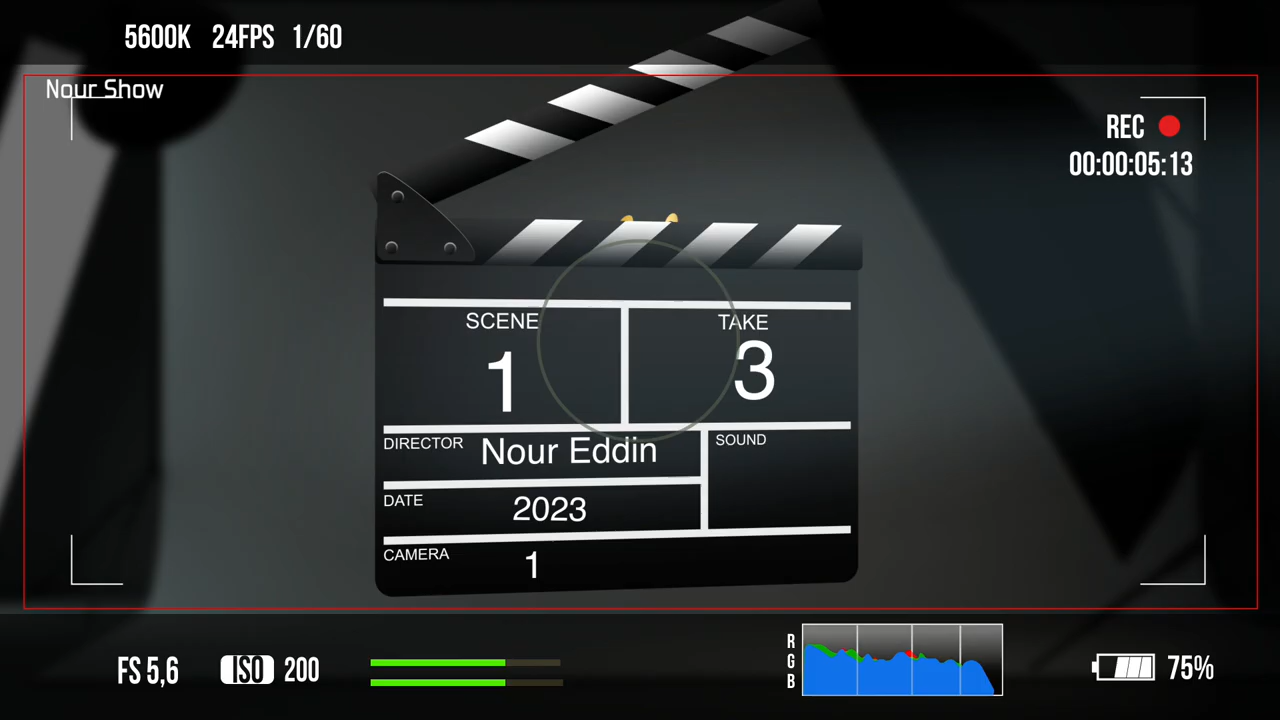 5600K 24FPS 1/60
Nour Show
REC
00:00:05:13
SCENE TAKE
1 3
DIRECTOR Nour Eddin
SOUND
DATE 2023
CAMERA 1
R
G
B
FS 5,6 ISO 200
75%